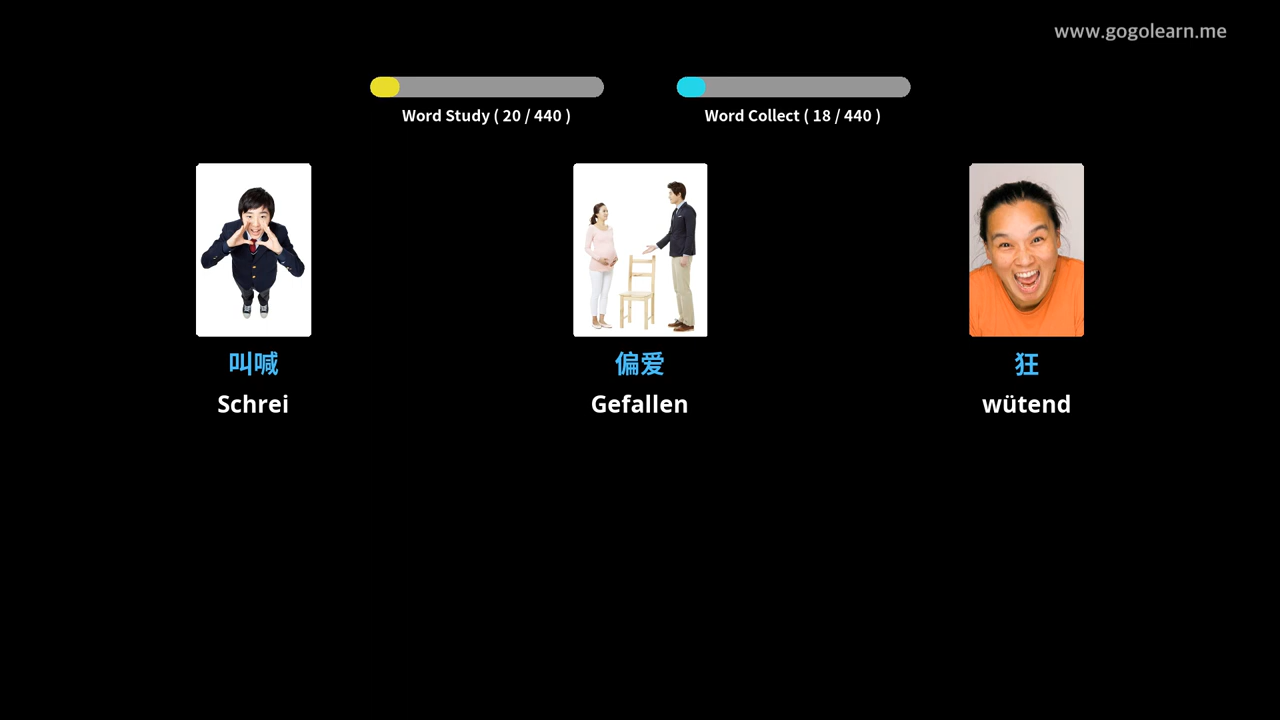 www.gogolearn.me
Word Study ( 20 / 440 )
Word Collect ( 18 / 440 )
叫喊
偏爱
狂
Schrei
Gefallen
wütend